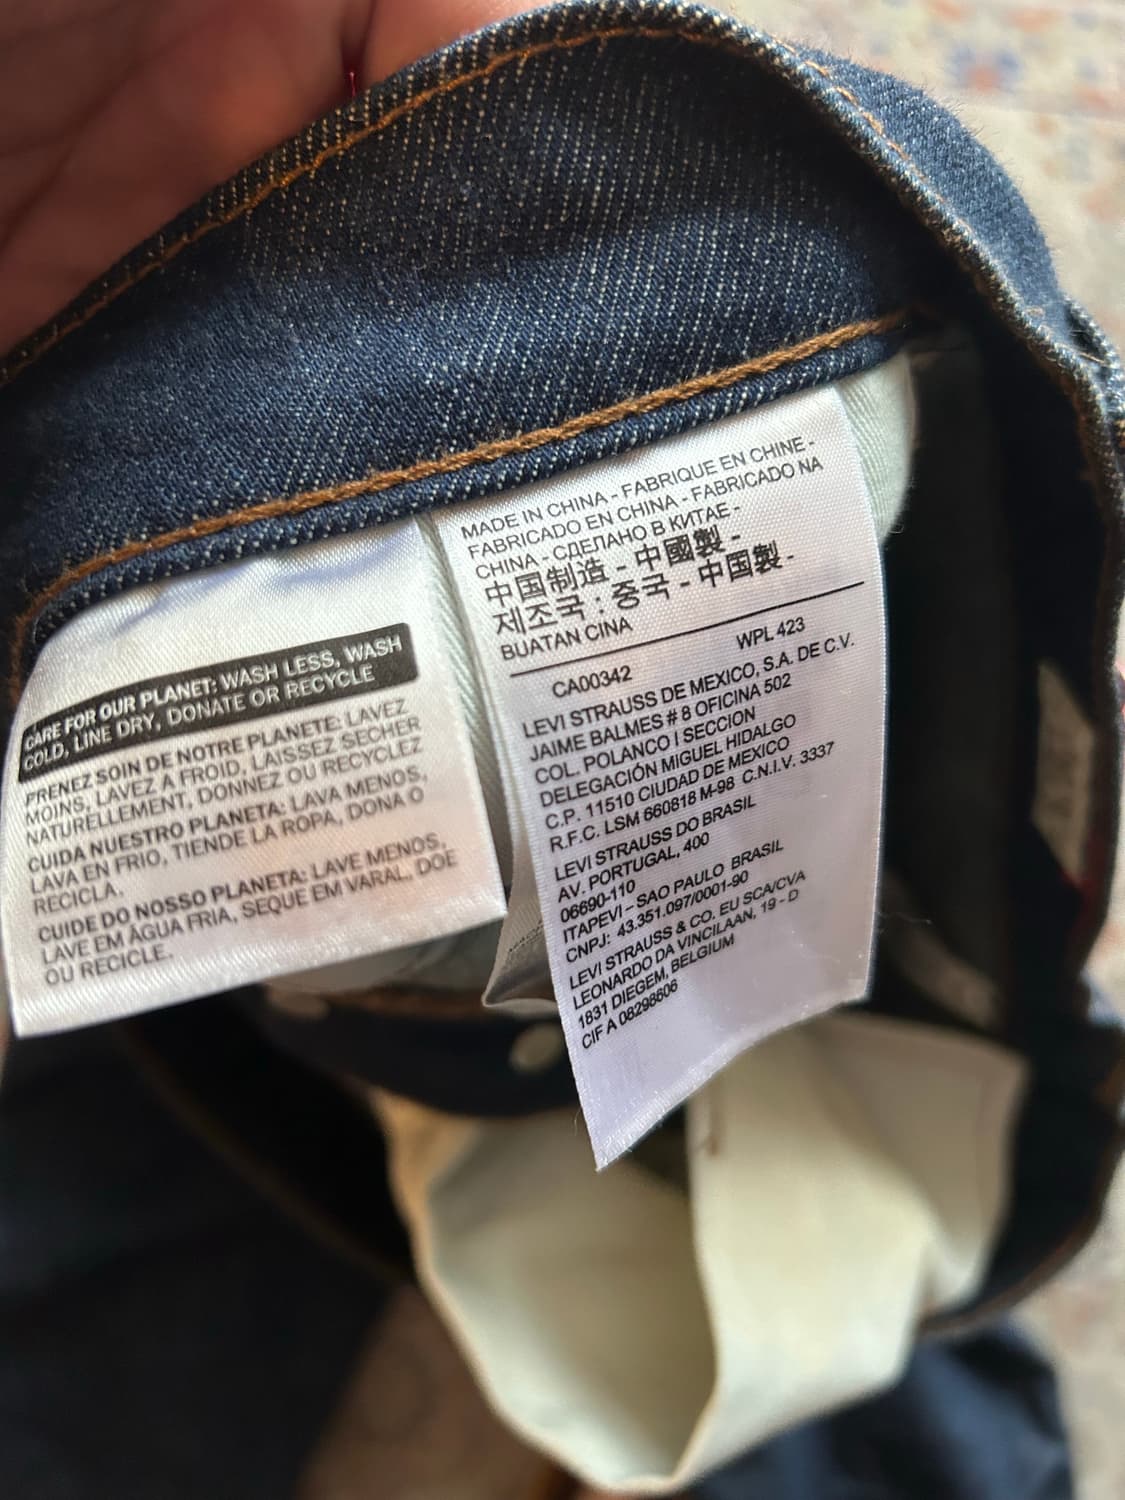 CARE FOR OUR PLANET: WASH LESS, WASH
COLD, LINE DRY, DONATE OR RECYCLE
PRENEZ SOIN DE NOTRE PLANETE: LAVEZ
MOINS, LAVEZ À FROID, LAISSEZ SECHER
NATURELLEMENT, DONNEZ OU RECYCLEZ
CUIDA NUESTRO PLANETA: LAVA MENOS,
LAVA EN FRIO, TIENDE LA ROPA, DONA O
RECICLA.
CUIDE DO NOSSO PLANETA: LAVE MENOS,
LAVE EM ÁGUA FRIA, SEQUE EM VARAL, DOE
OU RECICLE.
MADE IN CHINA - FABRIQUE EN CHINE -
FABRICADO EN CHINA - FABRICADO NA
CHINA - СДЕЛАНО В КИТАЕ -
中国制造 - 中國製 -
제조국 : 중국 - 中国製 -
BUATAN CINA
CA00342 WPL 423
LEVI STRAUSS DE MEXICO, S.A. DE C.V.
JAIME BALMES # 8 OFICINA 502
COL. POLANCO I SECCION
DELEGACIÓN MIGUEL HIDALGO
C.P. 11510 CIUDAD DE MEXICO
R.F.C. LSM 660818 M-98 C.N.I.V. 3337
LEVI STRAUSS DO BRASIL
AV. PORTUGAL, 400
06690-110
ITAPEVI – SAO PAULO BRASIL
CNPJ: 43.351.097/0001-90
LEVI STRAUSS & CO. EU SCA/CVA
LEONARDO DA VINCILAAN, 19 - D
1831 DIEGEM, BELGIUM
CIF A 08298606